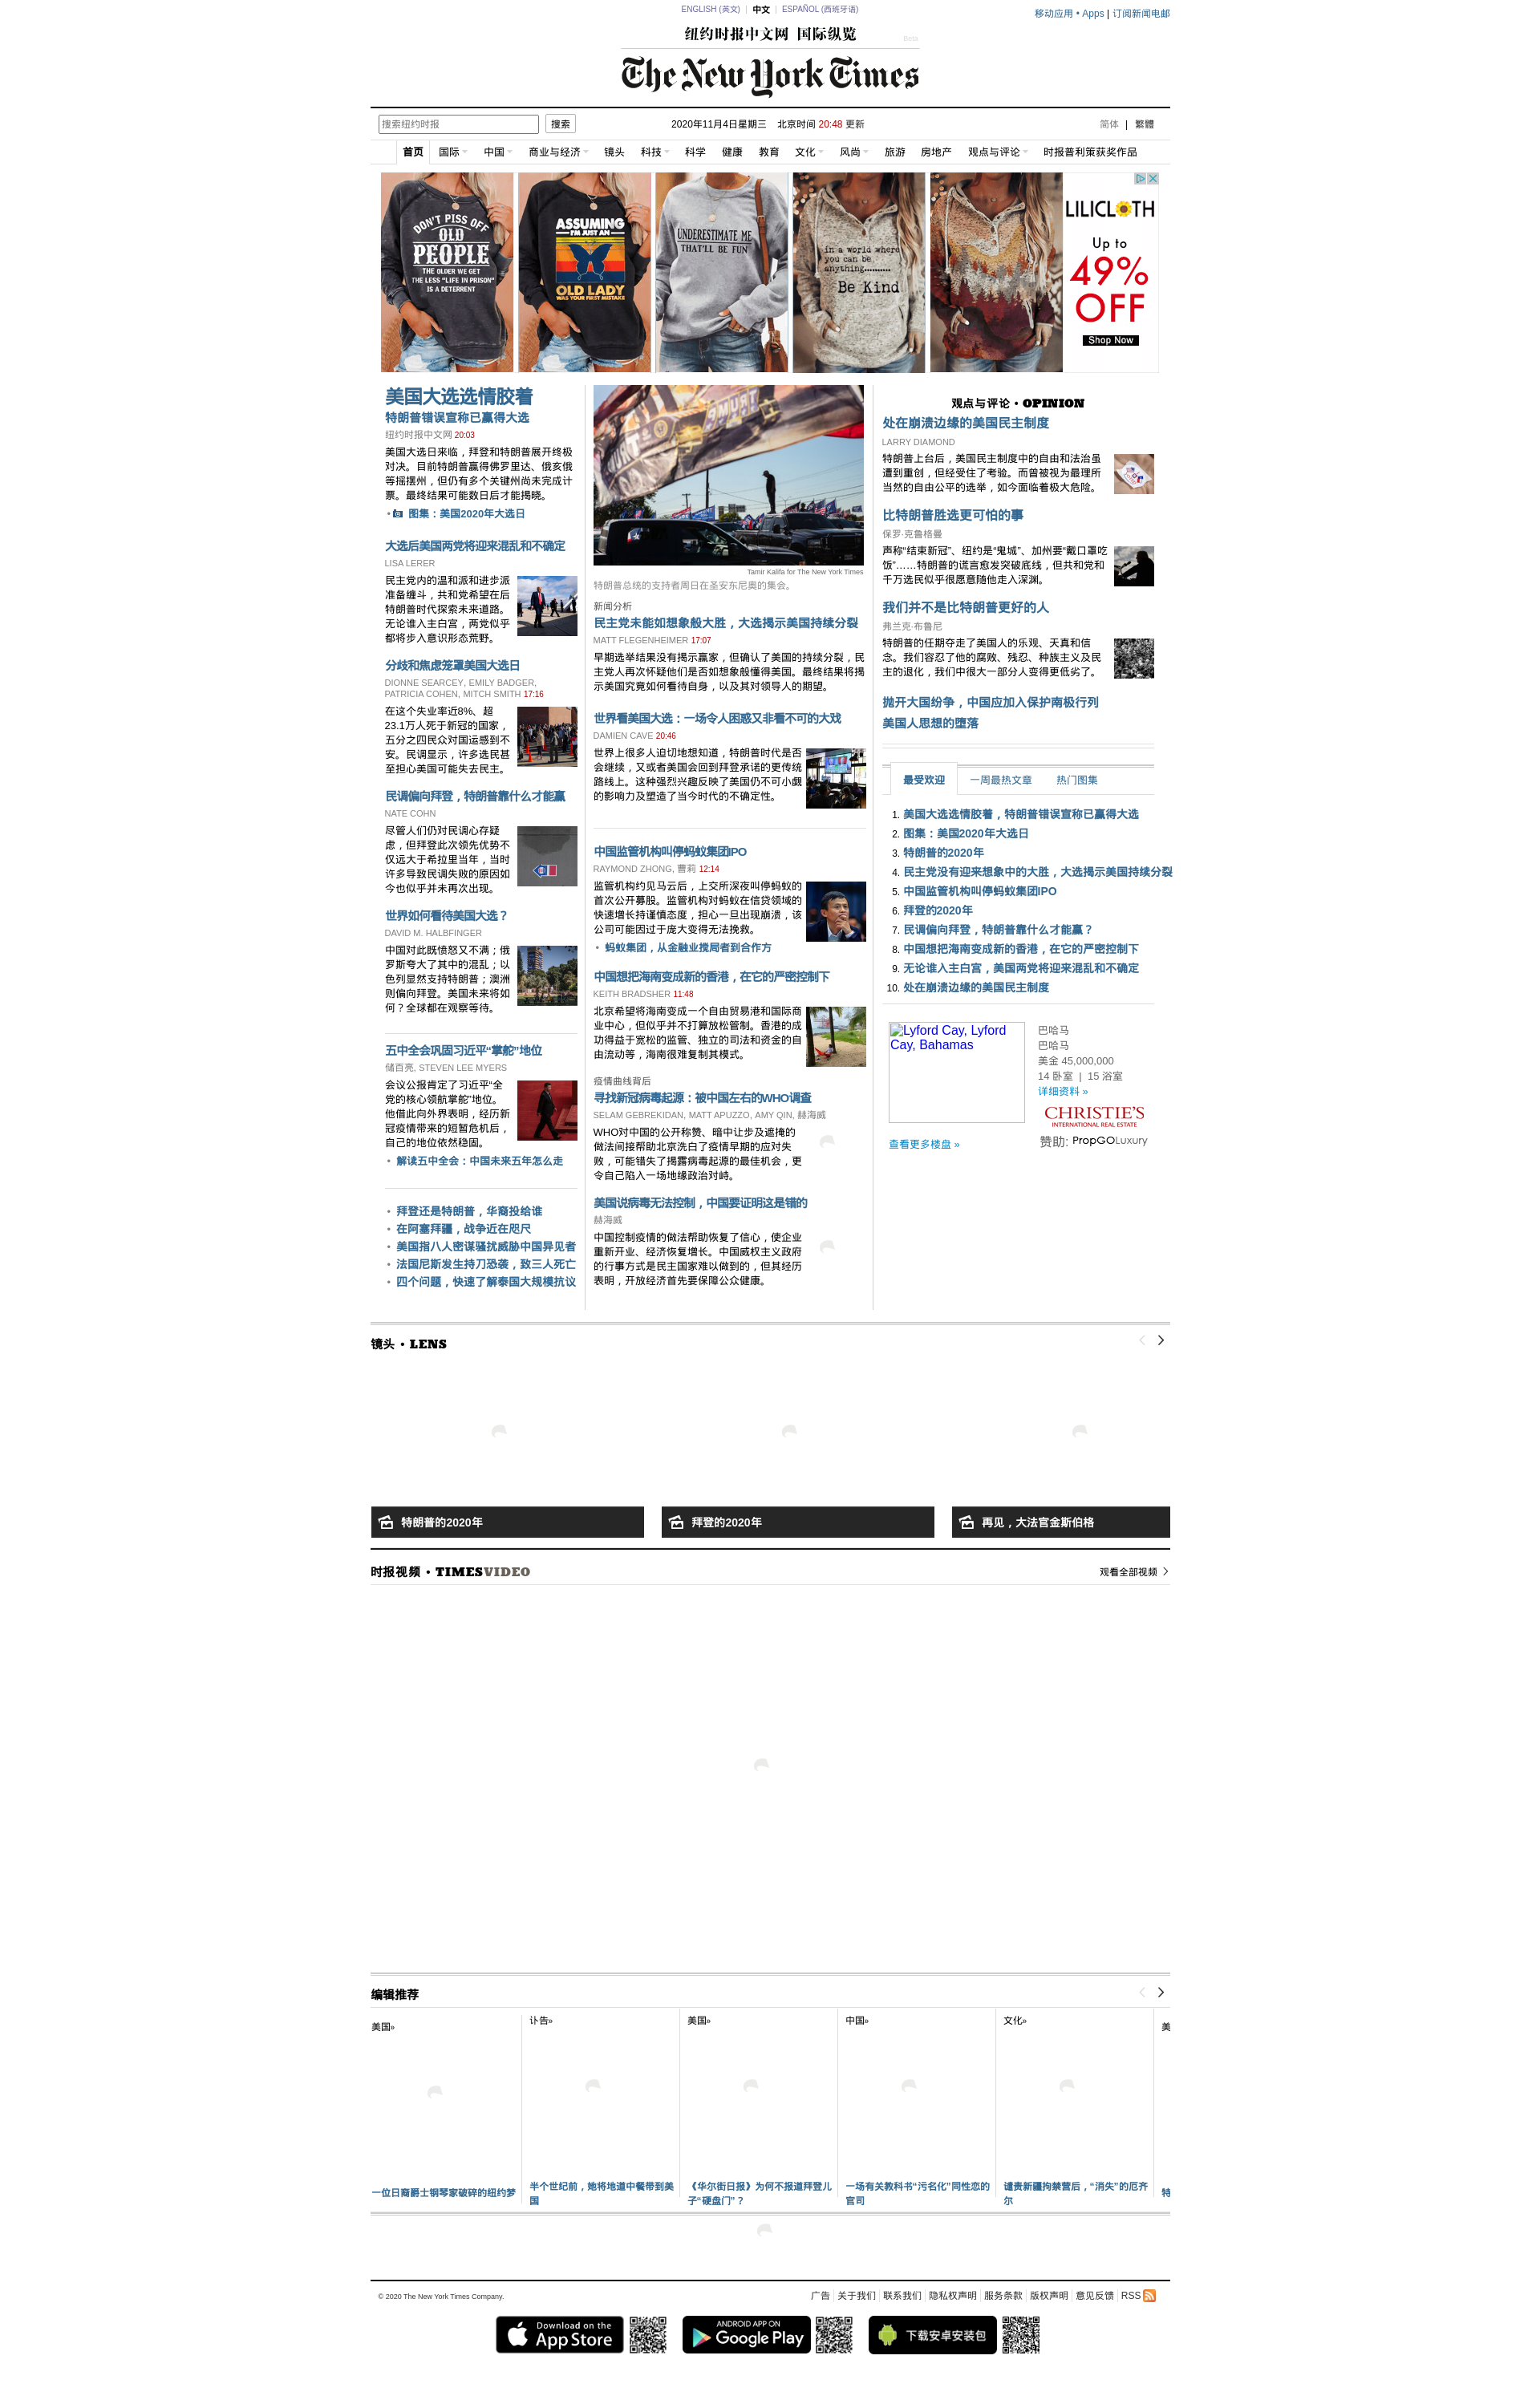 ENGLISH (英文) | 中文 | ESPAÑOL (西班牙语)
移动应用 • Apps | 订阅新闻电邮
纽约时报中文网 国际纵览
Beta
The New York Times
搜索纽约时报
搜索
2020年11月4日星期三 北京时间 20:48 更新
简体 | 繁體
首页 国际 中国 商业与经济 镜头 科技 科学 健康 教育 文化 风尚 旅游 房地产 观点与评论 时报普利策获奖作品
DON'T PISS OFF
OLD
PEOPLE
THE OLDER WE GET
THE LESS "LIFE IN PRISON"
IS A DETERRENT
ASSUMING
I'M JUST AN
OLD LADY
WAS YOUR FIRST MISTAKE
UNDERESTIMATE ME
THAT'LL BE FUN
in a world where
you can be
anything..........
Be Kind
LILICLOTH
Up to
49%
OFF
Shop Now
美国大选选情胶着
特朗普错误宣称已赢得大选
纽约时报中文网 20:03
美国大选日来临，拜登和特朗普展开终极
对决。目前特朗普赢得佛罗里达、俄亥俄
等摇摆州，但仍有多个关键州尚未完成计
票。最终结果可能数日后才能揭晓。
• 图集：美国2020年大选日
大选后美国两党将迎来混乱和不确定
LISA LERER
民主党内的温和派和进步派
准备缠斗，共和党希望在后
特朗普时代探索未来道路。
无论谁入主白宫，两党似乎
都将步入意识形态荒野。
分歧和焦虑笼罩美国大选日
DIONNE SEARCEY, EMILY BADGER,
PATRICIA COHEN, MITCH SMITH 17:16
在这个失业率近8%、超
23.1万人死于新冠的国家，
五分之四民众对国运感到不
安。民调显示，许多选民甚
至担心美国可能失去民主。
民调偏向拜登，特朗普靠什么才能赢
NATE COHN
尽管人们仍对民调心存疑
虑，但拜登此次领先优势不
仅远大于希拉里当年，当时
许多导致民调失败的原因如
今也似乎并未再次出现。
世界如何看待美国大选？
DAVID M. HALBFINGER
中国对此既愤怒又不满；俄
罗斯夸大了其中的混乱；以
色列显然支持特朗普；澳洲
则偏向拜登。美国未来将如
何？全球都在观察等待。
五中全会巩固习近平“掌舵”地位
储百亮, STEVEN LEE MYERS
会议公报肯定了习近平“全
党的核心领航掌舵”地位。
他借此向外界表明，经历新
冠疫情带来的短暂危机后，
自己的地位依然稳固。
• 解读五中全会：中国未来五年怎么走
• 拜登还是特朗普，华裔投给谁
• 在阿塞拜疆，战争近在咫尺
• 美国指八人密谋骚扰威胁中国异见者
• 法国尼斯发生持刀恐袭，致三人死亡
• 四个问题，快速了解泰国大规模抗议
Tamir Kalifa for The New York Times
特朗普总统的支持者周日在圣安东尼奥的集会。
新闻分析
民主党未能如想象般大胜，大选揭示美国持续分裂
MATT FLEGENHEIMER 17:07
早期选举结果没有揭示赢家，但确认了美国的持续分裂，民
主党人再次怀疑他们是否如想象般懂得美国。最终结果将揭
示美国究竟如何看待自身，以及其对领导人的期望。
世界看美国大选：一场令人困惑又非看不可的大戏
DAMIEN CAVE 20:46
世界上很多人迫切地想知道，特朗普时代是否
会继续，又或者美国会回到拜登承诺的更传统
路线上。这种强烈兴趣反映了美国仍不可小觑
的影响力及塑造了当今时代的不确定性。
中国监管机构叫停蚂蚁集团IPO
RAYMOND ZHONG, 曹莉 12:14
监管机构约见马云后，上交所深夜叫停蚂蚁的
首次公开募股。监管机构对蚂蚁在信贷领域的
快速增长持谨慎态度，担心一旦出现崩溃，该
公司可能因过于庞大变得无法挽救。
• 蚂蚁集团，从金融业搅局者到合作方
中国想把海南变成新的香港，在它的严密控制下
KEITH BRADSHER 11:48
北京希望将海南变成一个自由贸易港和国际商
业中心，但似乎并不打算放松管制。香港的成
功得益于宽松的监管、独立的司法和资金的自
由流动等，海南很难复制其模式。
疫情曲线背后
寻找新冠病毒起源：被中国左右的WHO调查
SELAM GEBREKIDAN, MATT APUZZO, AMY QIN, 赫海威
WHO对中国的公开称赞、暗中让步及遮掩的
做法间接帮助北京洗白了疫情早期的应对失
败，可能错失了揭露病毒起源的最佳机会，更
令自己陷入一场地缘政治对峙。
美国说病毒无法控制，中国要证明这是错的
赫海威
中国控制疫情的做法帮助恢复了信心，使企业
重新开业、经济恢复增长。中国威权主义政府
的行事方式是民主国家难以做到的，但其经历
表明，开放经济首先要保障公众健康。
观点与评论 • OPINION
处在崩溃边缘的美国民主制度
LARRY DIAMOND
特朗普上台后，美国民主制度中的自由和法治虽
遭到重创，但经受住了考验。而曾被视为最理所
当然的自由公平的选举，如今面临着极大危险。
比特朗普胜选更可怕的事
保罗·克鲁格曼
声称“结束新冠”、纽约是“鬼城”、加州要“戴口罩吃
饭”……特朗普的谎言愈发突破底线，但共和党和
千万选民似乎很愿意随他走入深渊。
我们并不是比特朗普更好的人
弗兰克·布鲁尼
特朗普的任期夺走了美国人的乐观、天真和信
念。我们容忍了他的腐败、残忍、种族主义及民
主的退化，我们中很大一部分人变得更低劣了。
抛开大国纷争，中国应加入保护南极行列
美国人思想的堕落
最受欢迎 一周最热文章 热门图集
1. 美国大选选情胶着，特朗普错误宣称已赢得大选
2. 图集：美国2020年大选日
3. 特朗普的2020年
4. 民主党没有迎来想象中的大胜，大选揭示美国持续分裂
5. 中国监管机构叫停蚂蚁集团IPO
6. 拜登的2020年
7. 民调偏向拜登，特朗普靠什么才能赢？
8. 中国想把海南变成新的香港，在它的严密控制下
9. 无论谁入主白宫，美国两党将迎来混乱和不确定
10. 处在崩溃边缘的美国民主制度
Lyford Cay, Lyford
Cay, Bahamas
巴哈马
巴哈马
美金 45,000,000
14 卧室 | 15 浴室
详细资料 »
CHRISTIE'S
INTERNATIONAL REAL ESTATE
赞助: PropGOLuxury
查看更多楼盘 »
镜头 • LENS
特朗普的2020年
拜登的2020年
再见，大法官金斯伯格
时报视频 • TIMESVIDEO
观看全部视频
编辑推荐
美国»
讣告»
美国»
中国»
文化»
美
一位日裔爵士钢琴家破碎的纽约梦
半个世纪前，她将地道中餐带到美
国
《华尔街日报》为何不报道拜登儿
子“硬盘门”？
一场有关教科书“污名化”同性恋的
官司
谴责新疆拘禁营后，“消失”的厄齐
尔
特
© 2020 The New York Times Company.
广告 | 关于我们 | 联系我们 | 隐私权声明 | 服务条款 | 版权声明 | 意见反馈 | RSS
Download on the
App Store
ANDROID APP ON
Google Play
下载安卓安装包